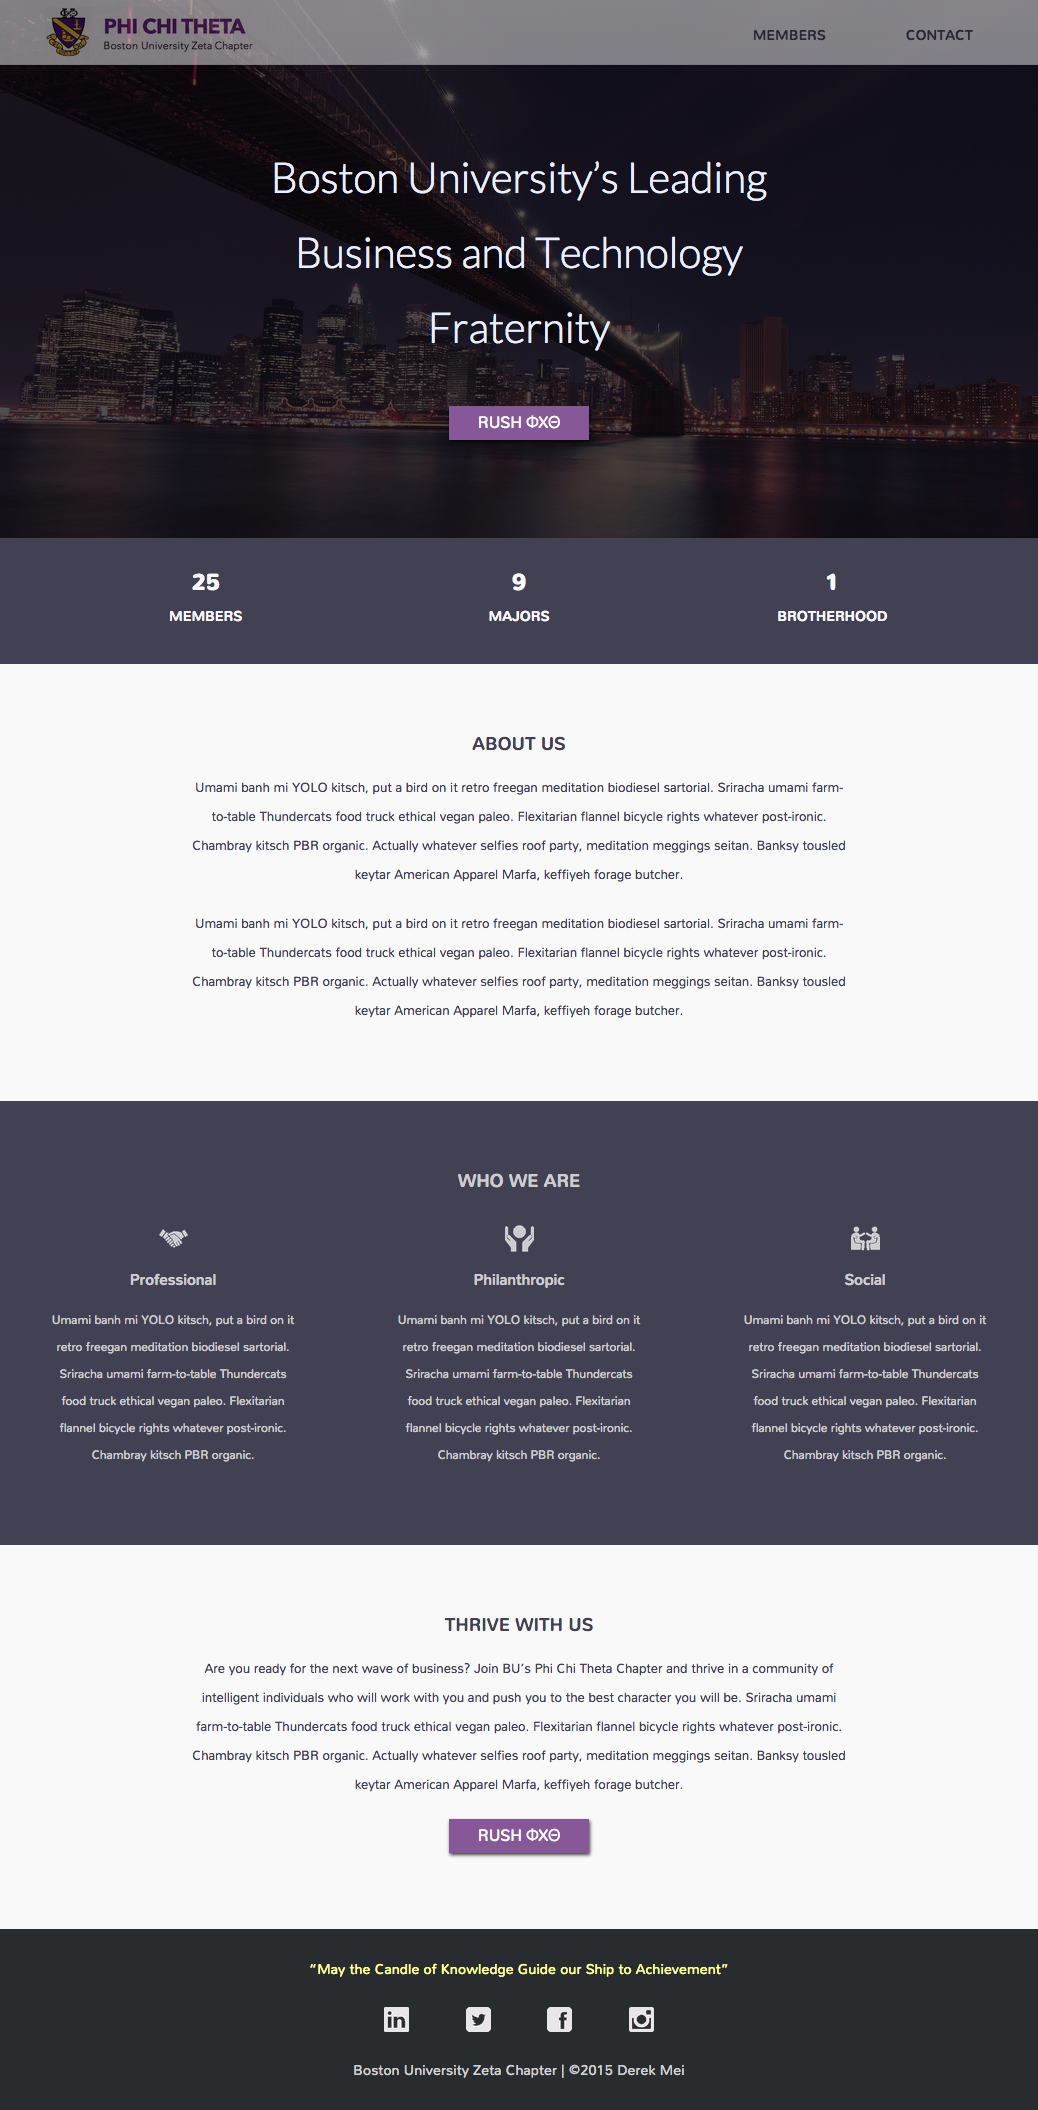 PHI CHI THETA
Boston University Zeta Chapter
MEMBERS
CONTACT
Boston University’s Leading
Business and Technology
Fraternity
RUSH ΦΧΘ
25
MEMBERS
9
MAJORS
1
BROTHERHOOD
ABOUT US
Umami banh mi YOLO kitsch, put a bird on it retro freegan meditation biodiesel sartorial. Sriracha umami farm-
to-table Thundercats food truck ethical vegan paleo. Flexitarian flannel bicycle rights whatever post-ironic.
Chambray kitsch PBR organic. Actually whatever selfies roof party, meditation meggings seitan. Banksy tousled
keytar American Apparel Marfa, keffiyeh forage butcher.
Umami banh mi YOLO kitsch, put a bird on it retro freegan meditation biodiesel sartorial. Sriracha umami farm-
to-table Thundercats food truck ethical vegan paleo. Flexitarian flannel bicycle rights whatever post-ironic.
Chambray kitsch PBR organic. Actually whatever selfies roof party, meditation meggings seitan. Banksy tousled
keytar American Apparel Marfa, keffiyeh forage butcher.
WHO WE ARE
Professional
Umami banh mi YOLO kitsch, put a bird on it
retro freegan meditation biodiesel sartorial.
Sriracha umami farm-to-table Thundercats
food truck ethical vegan paleo. Flexitarian
flannel bicycle rights whatever post-ironic.
Chambray kitsch PBR organic.
Philanthropic
Umami banh mi YOLO kitsch, put a bird on it
retro freegan meditation biodiesel sartorial.
Sriracha umami farm-to-table Thundercats
food truck ethical vegan paleo. Flexitarian
flannel bicycle rights whatever post-ironic.
Chambray kitsch PBR organic.
Social
Umami banh mi YOLO kitsch, put a bird on it
retro freegan meditation biodiesel sartorial.
Sriracha umami farm-to-table Thundercats
food truck ethical vegan paleo. Flexitarian
flannel bicycle rights whatever post-ironic.
Chambray kitsch PBR organic.
THRIVE WITH US
Are you ready for the next wave of business? Join BU’s Phi Chi Theta Chapter and thrive in a community of
intelligent individuals who will work with you and push you to the best character you will be. Sriracha umami
farm-to-table Thundercats food truck ethical vegan paleo. Flexitarian flannel bicycle rights whatever post-ironic.
Chambray kitsch PBR organic. Actually whatever selfies roof party, meditation meggings seitan. Banksy tousled
keytar American Apparel Marfa, keffiyeh forage butcher.
RUSH ΦΧΘ
“May the Candle of Knowledge Guide our Ship to Achievement”
Boston University Zeta Chapter | ©2015 Derek Mei